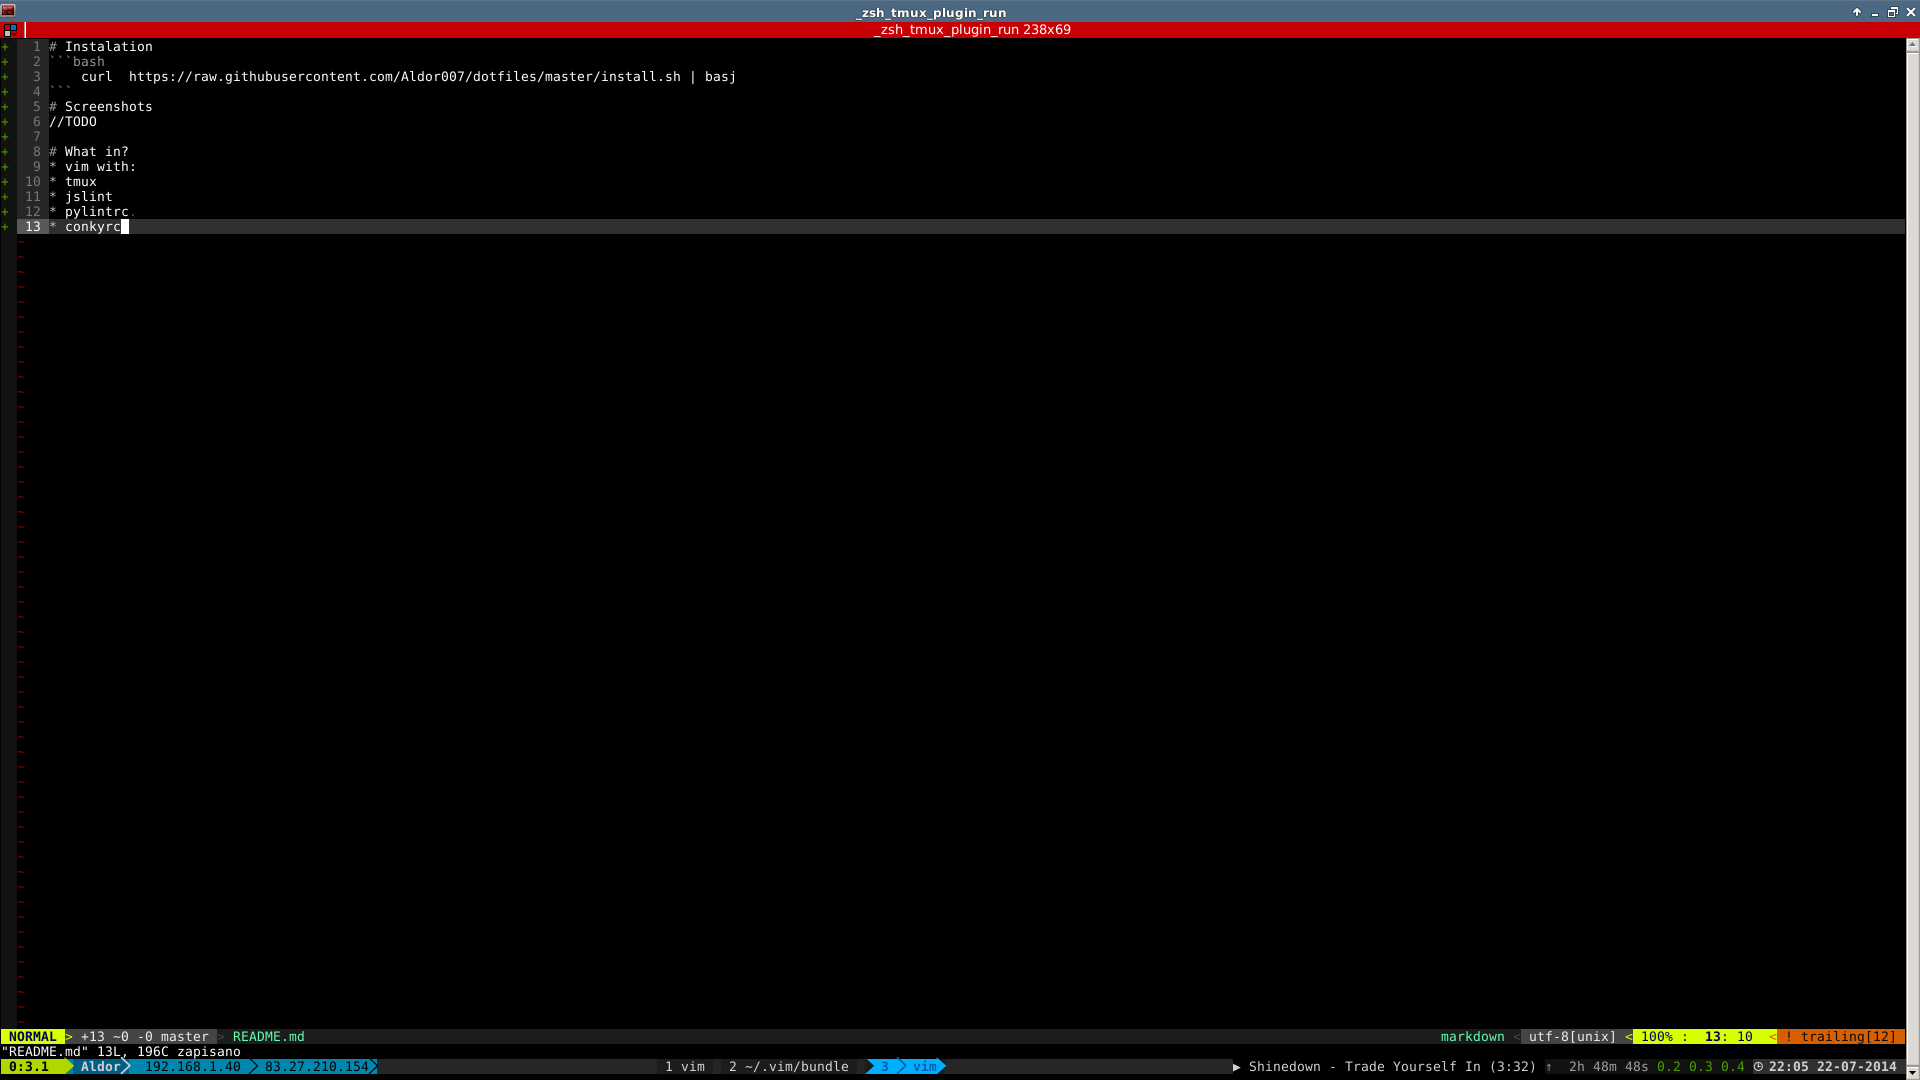 _zsh_tmux_plugin_run
_zsh_tmux_plugin_run 238x69
+ 1 # Instalation
+ 2 ```bash
+ 3     curl  https://raw.githubusercontent.com/Aldor007/dotfiles/master/install.sh | basj
+ 4 ```
+ 5 # Screenshots
+ 6 //TODO
+ 7
+ 8 # What in?
+ 9 * vim with:
+ 10 * tmux
+ 11 * jslint
+ 12 * pylintrc.
+ 13 * conkyrc
NORMAL > +13 ~0 -0 master > README.md markdown < utf-8[unix] < 100% : 13: 10 < ! trailing[12]
"README.md" 13L, 196C zapisano
0:3.1 Aldor 192.168.1.40 83.27.210.154 1 vim 2 ~/.vim/bundle 3 vim ▶ Shinedown - Trade Yourself In (3:32) ↑ 2h 48m 48s 0.2 0.3 0.4 22:05 22-07-2014